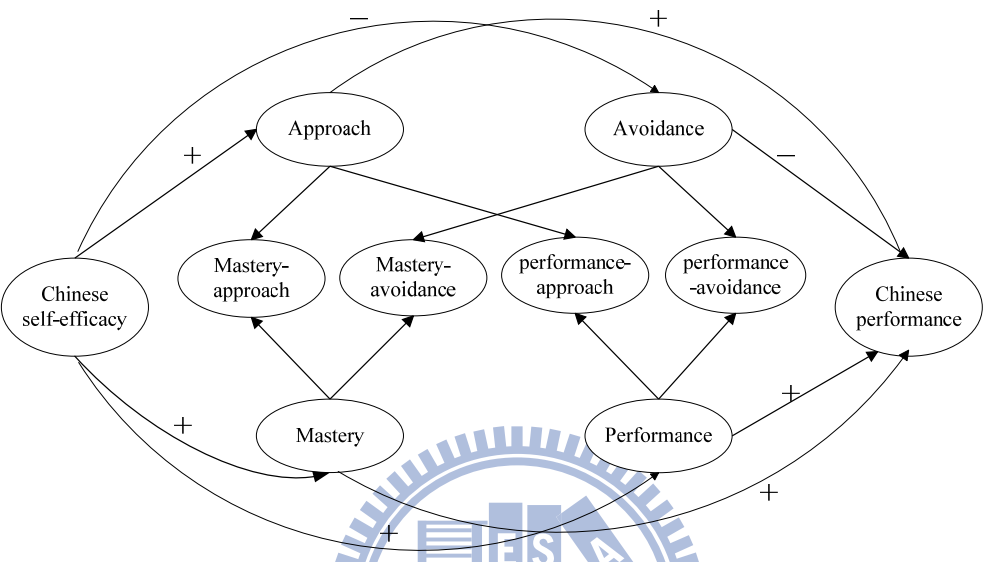 −
+
Approach
Avoidance
+
−
Mastery-
approach
Mastery-
avoidance
performance-
approach
performance
-avoidance
Chinese
self-efficacy
Chinese
performance
+
+
Mastery
Performance
+
+
E S A